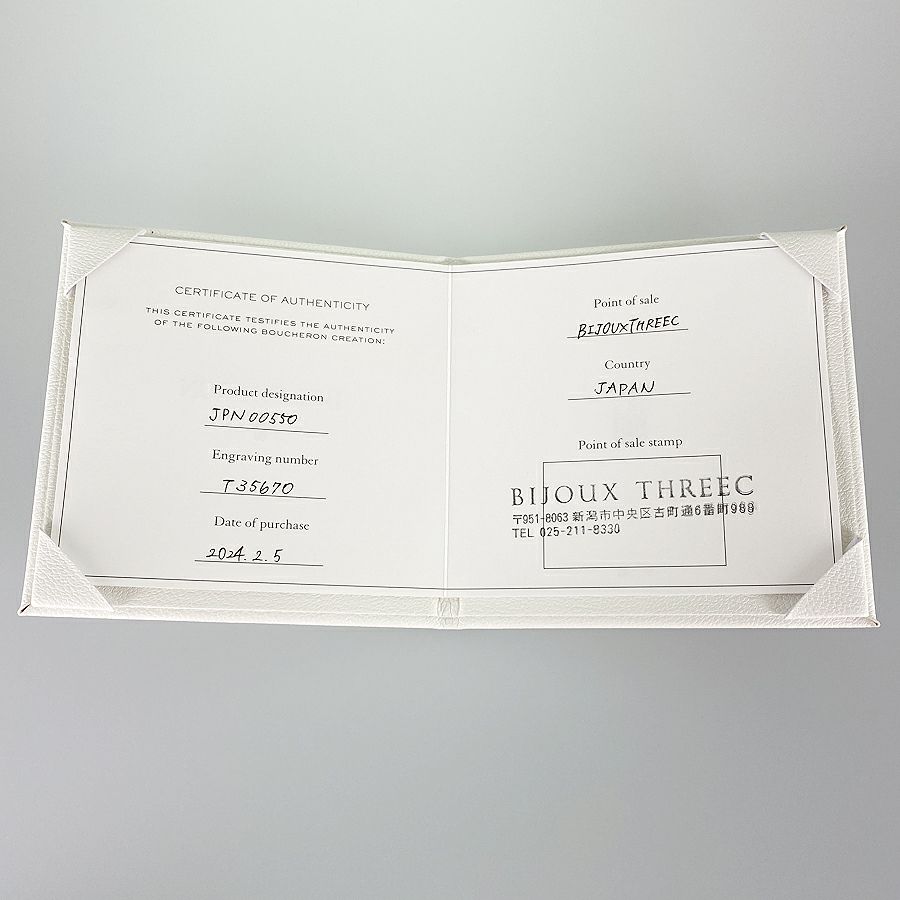 CERTIFICATE OF AUTHENTICITY
THIS CERTIFICATE TESTIFIES THE AUTHENTICITY
OF THE FOLLOWING BOUCHERON CREATION:
Product designation
JPN00550
Engraving number
T35670
Date of purchase
2024.2.5
Point of sale
BIJOUXTHREEC
Country
JAPAN
Point of sale stamp
BIJOUX THREEC
〒951-8063 新潟市中央区古町通6番町988
TEL 025-211-8330